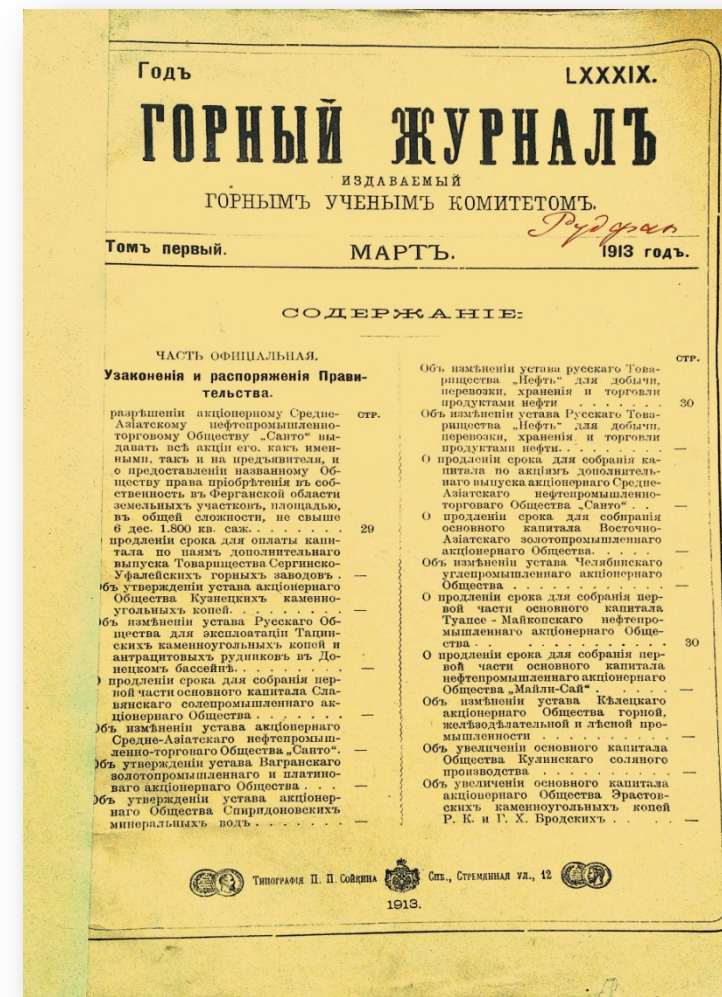 Годъ LXXXIX.
ГОРНЫЙ ЖУРНАЛЪ
ИЗДАВАЕМЫЙ
ГОРНЫМЪ УЧЕНЫМЪ КОМИТЕТОМЪ.
Томъ первый. МАРТЪ. 1913 годъ.
СОДЕРЖАНІЕ:
ЧАСТЬ ОФИЦІАЛЬНАЯ.
Узаконенія и распоряженія Прави-
тельства.
СТР.
разрѣшеніи акціонерному Средне-
Азіатскому нефтепромышленно-
торговому Обществу „Санто“ вы-
давать всѣ акціи его, какъ имен-
ными, такъ и на предъявителя, и
о предоставленіи названному Об-
ществу права пріобрѣтенія въ соб-
ственность въ Ферганской области
земельныхъ участковъ, площадью,
въ общей сложности, не свыше
6 дес. 1.800 кв. саж. . . . . . . . 29
продленіи срока для оплаты капи-
тала по паямъ дополнительнаго
выпуска Товарищества Сергинско-
Уфалейскихъ горныхъ заводовъ . —
Объ утвержденіи устава акціонернаго
Общества Кузнецкихъ каменно-
угольныхъ копей. . . . . . . . . —
Объ измѣненіи устава Русскаго Об-
щества для эксплоатаціи Тацин-
скихъ каменноугольныхъ копей и
антрацитовыхъ рудниковъ въ До-
нецкомъ бассейнѣ. . . . . . . . —
О продленіи срока для собранія пер-
вой части основного капитала Сла-
вянскаго солепромышленнаго ак-
ціонернаго Общества . . . . . . . —
Объ измѣненіи устава акціонернаго
Средне-Азіатскаго нефтепромыш-
ленно-торговаго Общества „Санто“. —
Объ утвержденіи устава Вагранскаго
золотопромышленнаго и платино-
ваго акціонернаго Общества . . . —
Объ утвержденіи устава акціонер-
наго Общества Спиридоновскихъ
минеральныхъ водъ . . . . . . . —
СТР.
Объ измѣненіи устава русскаго Това-
рищества „Нефть“ для добычи,
перевозки, храненія и торговли
продуктами нефти . . . . . . . 30
Объ измѣненіи устава Русскаго Това-
рищества „Нефть“ для добычи,
перевозки, храненія и торговли
продуктами нефти. . . . . . . . —
О продленіи срока для собранія ка-
питала по акціямъ дополнитель-
наго выпуска акціонернаго Средне-
Азіатскаго нефтепромышленно-
торговаго Общества „Санто“ . . —
О продленіи срока для собиранія
основного капитала Восточно-
Азіатскаго золотопромышленнаго
акціонернаго Общества. . . . . —
Объ измѣненіи устава Челябинскаго
углепромышленнаго акціонернаго
Общества . . . . . . . . . . . —
О продленіи срока для собранія пер-
вой части основного капитала
Туапсе - Майкопскаго нефтепро-
мышленнаго акціонернаго Обще-
ства . . . . . . . . . . . . . 30
О продленіи срока для собранія пер-
вой части основного капитала
нефтепромышленнаго акціонернаго
Общества „Майли-Сай“ . . . . . —
Объ измѣненіи устава Кѣлецкаго
акціонернаго Общества горной,
желѣзодѣлательной и лѣсной про-
мышленности . . . . . . . . . —
Объ увеличеніи основного капитала
Общества Кулинскаго соляного
производства . . . . . . . . . —
Объ увеличеніи основного капитала
акціонернаго Общества Эрастов-
скихъ каменноугольныхъ копей
Р. К. и Г. Х. Бродскихъ . . . . —
Типографія П. П. Сойкина Спб., Стремянная ул., 12
1913.